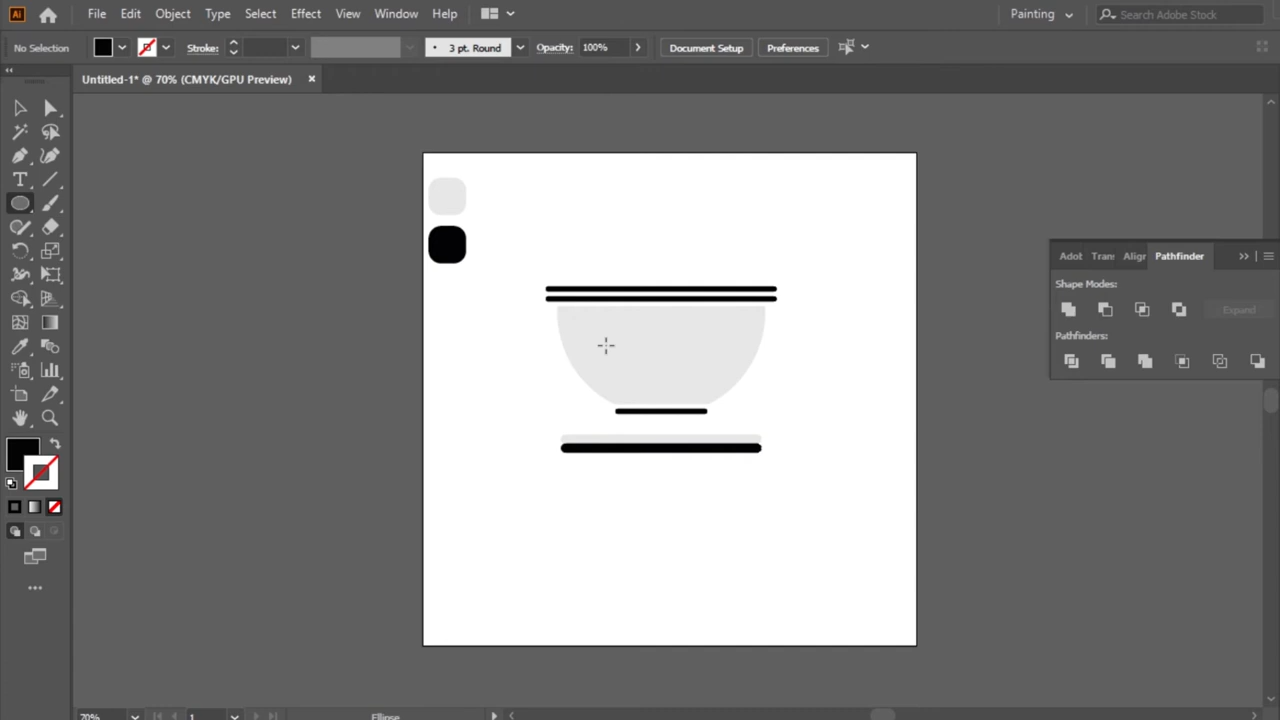 Ai File Edit Object Type Select Effect View Window Help Painting Search Adobe Stock
No Selection Stroke: 3 pt. Round Opacity: 100% Document Setup Preferences
Untitled-1* @ 70% (CMYK/GPU Preview)
T
Adob Trans Align Pathfinder
Shape Modes:
Expand
Pathfinders:
70% 1 Ellipse